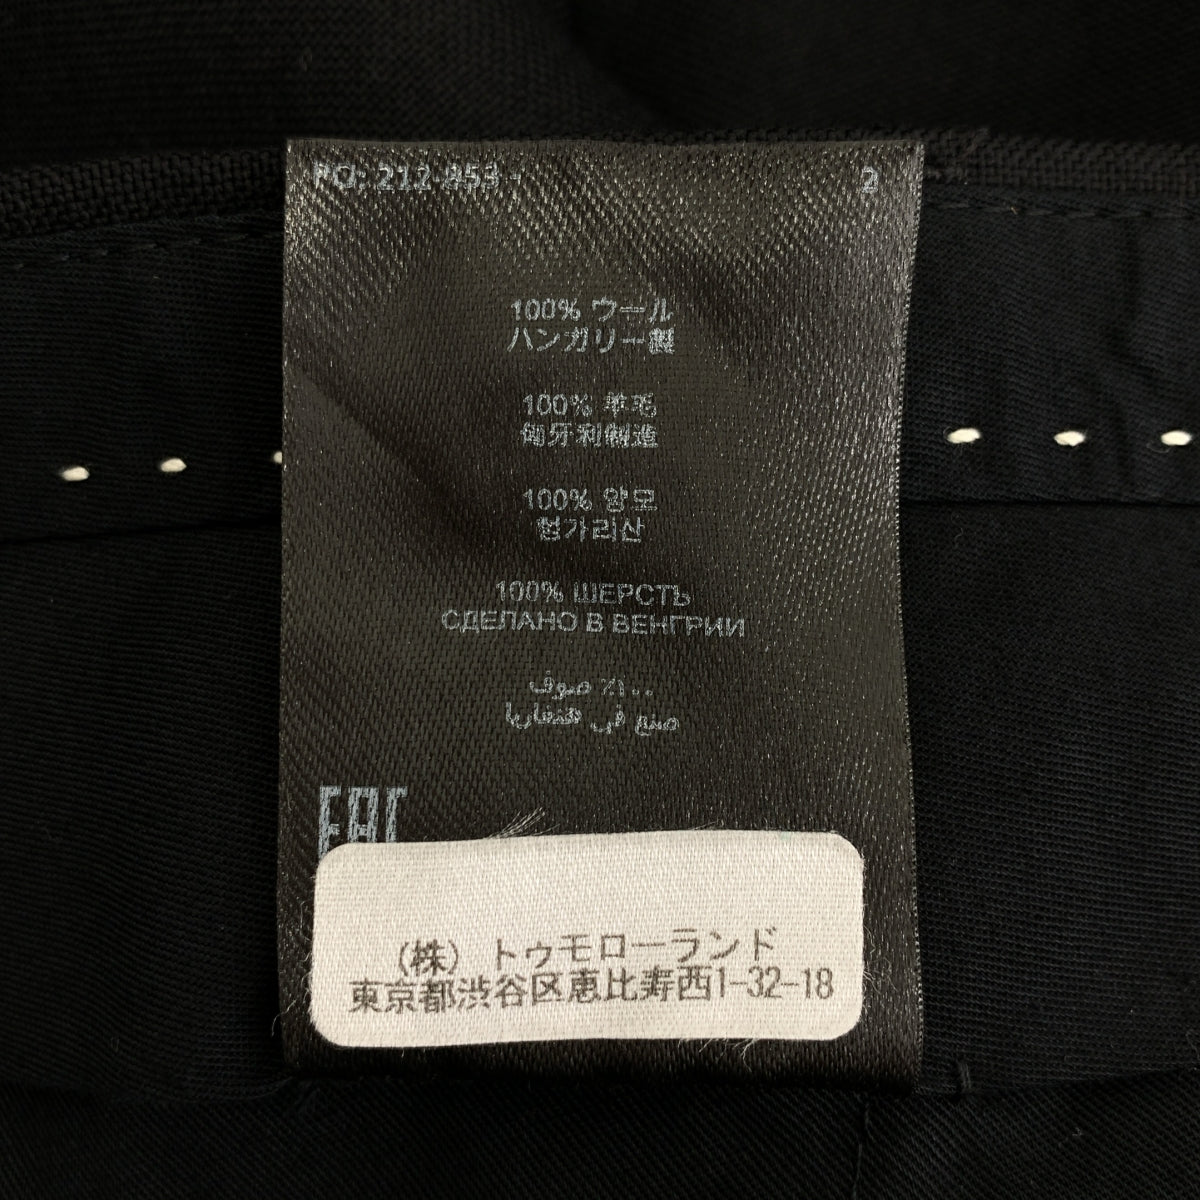 PO: 212-853
2
100% ウール
ハンガリー製
100% 羊毛
匈牙利制造
100% 양모
헝가리산
100% ШЕРСТЬ
СДЕЛАНО В ВЕНГРИИ
١٠٠٪ صوف
صنع في هنغاريا
EAC
（株）トゥモローランド
東京都渋谷区恵比寿西1-32-18